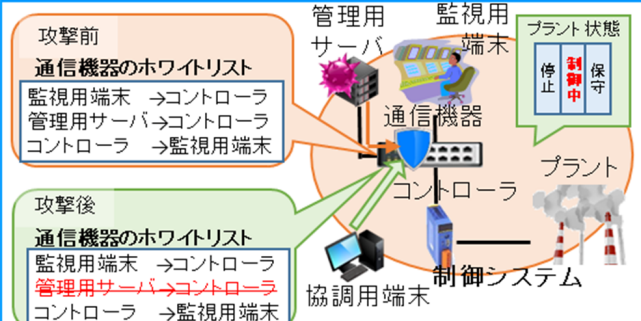 攻撃前
通信機器のホワイトリスト
監視用端末 →コントローラ
管理用サーバ→コントローラ
コントローラ →監視用端末
攻撃後
通信機器のホワイトリスト
監視用端末 →コントローラ
管理用サーバ→コントローラ
コントローラ →監視用端末
管理用
サーバ
監視用
端末
通信機器
コントローラ
協調用端末
制御システム
プラント
プラント状態
停止
制御中
保守